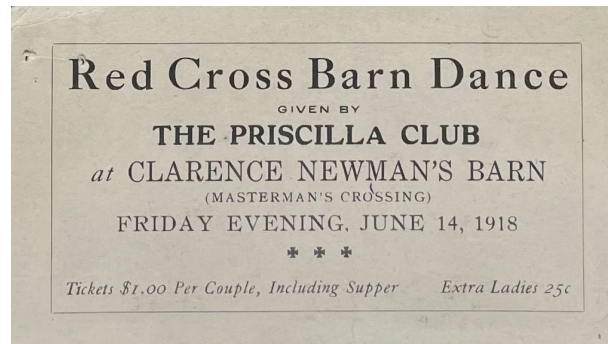 Red Cross Barn Dance
GIVEN BY
THE PRISCILLA CLUB
at CLARENCE NEWMAN'S BARN
(MASTERMAN'S CROSSING)
FRIDAY EVENING, JUNE 14, 1918
Tickets $1.00 Per Couple, Including Supper Extra Ladies 25c